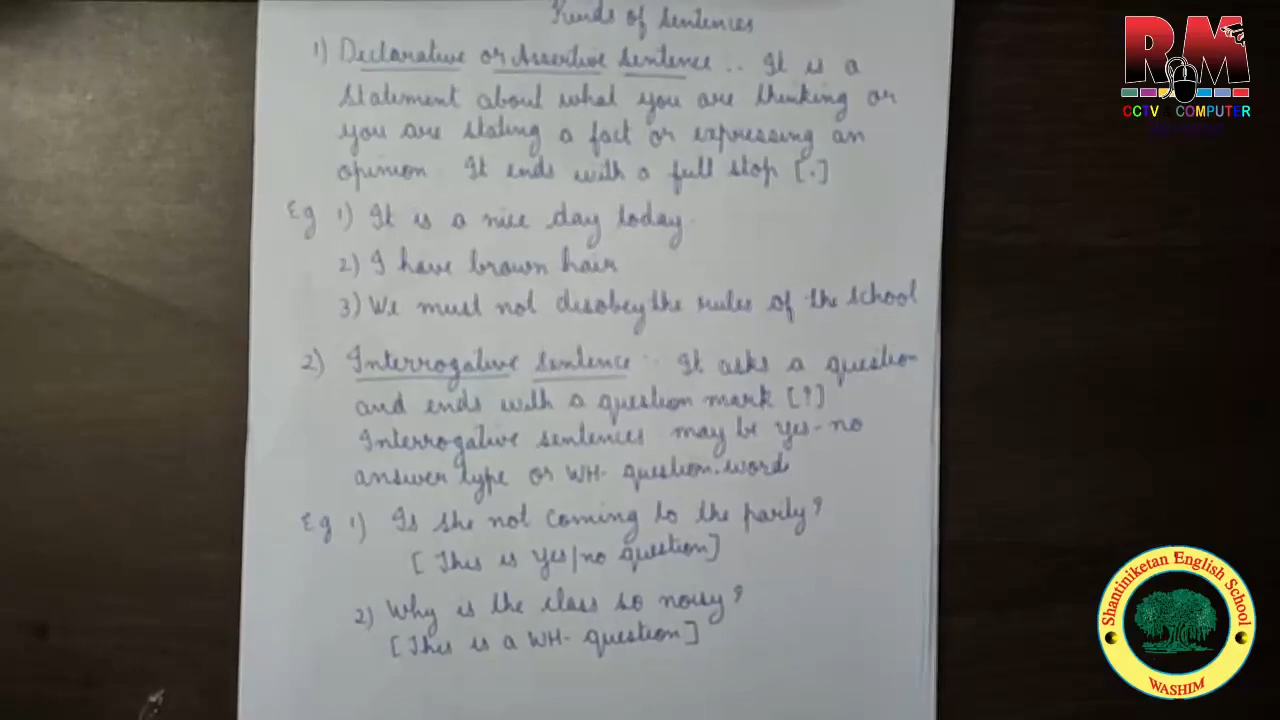 Kinds of Sentences
1) Declarative or Assertive Sentence :. It is a
Statement about what you are thinking or
you are stating a fact or expressing an
opinion. It ends with a full stop [.]
Eg 1) It is a nice day today.
2) I have brown hair
3) We must not disobey the rules of the school
2) Interrogative Sentence :. It asks a question
and ends with a question mark [?]
Interrogative sentences may be yes-no
answer type or WH- question.word
Eg 1) Is she not coming to the party?
[This is yes/no question]
2) Why is the class so noisy?
[This is a WH- question]
RM
CCTV COMPUTER
Shantiniketan English School
WASHIM